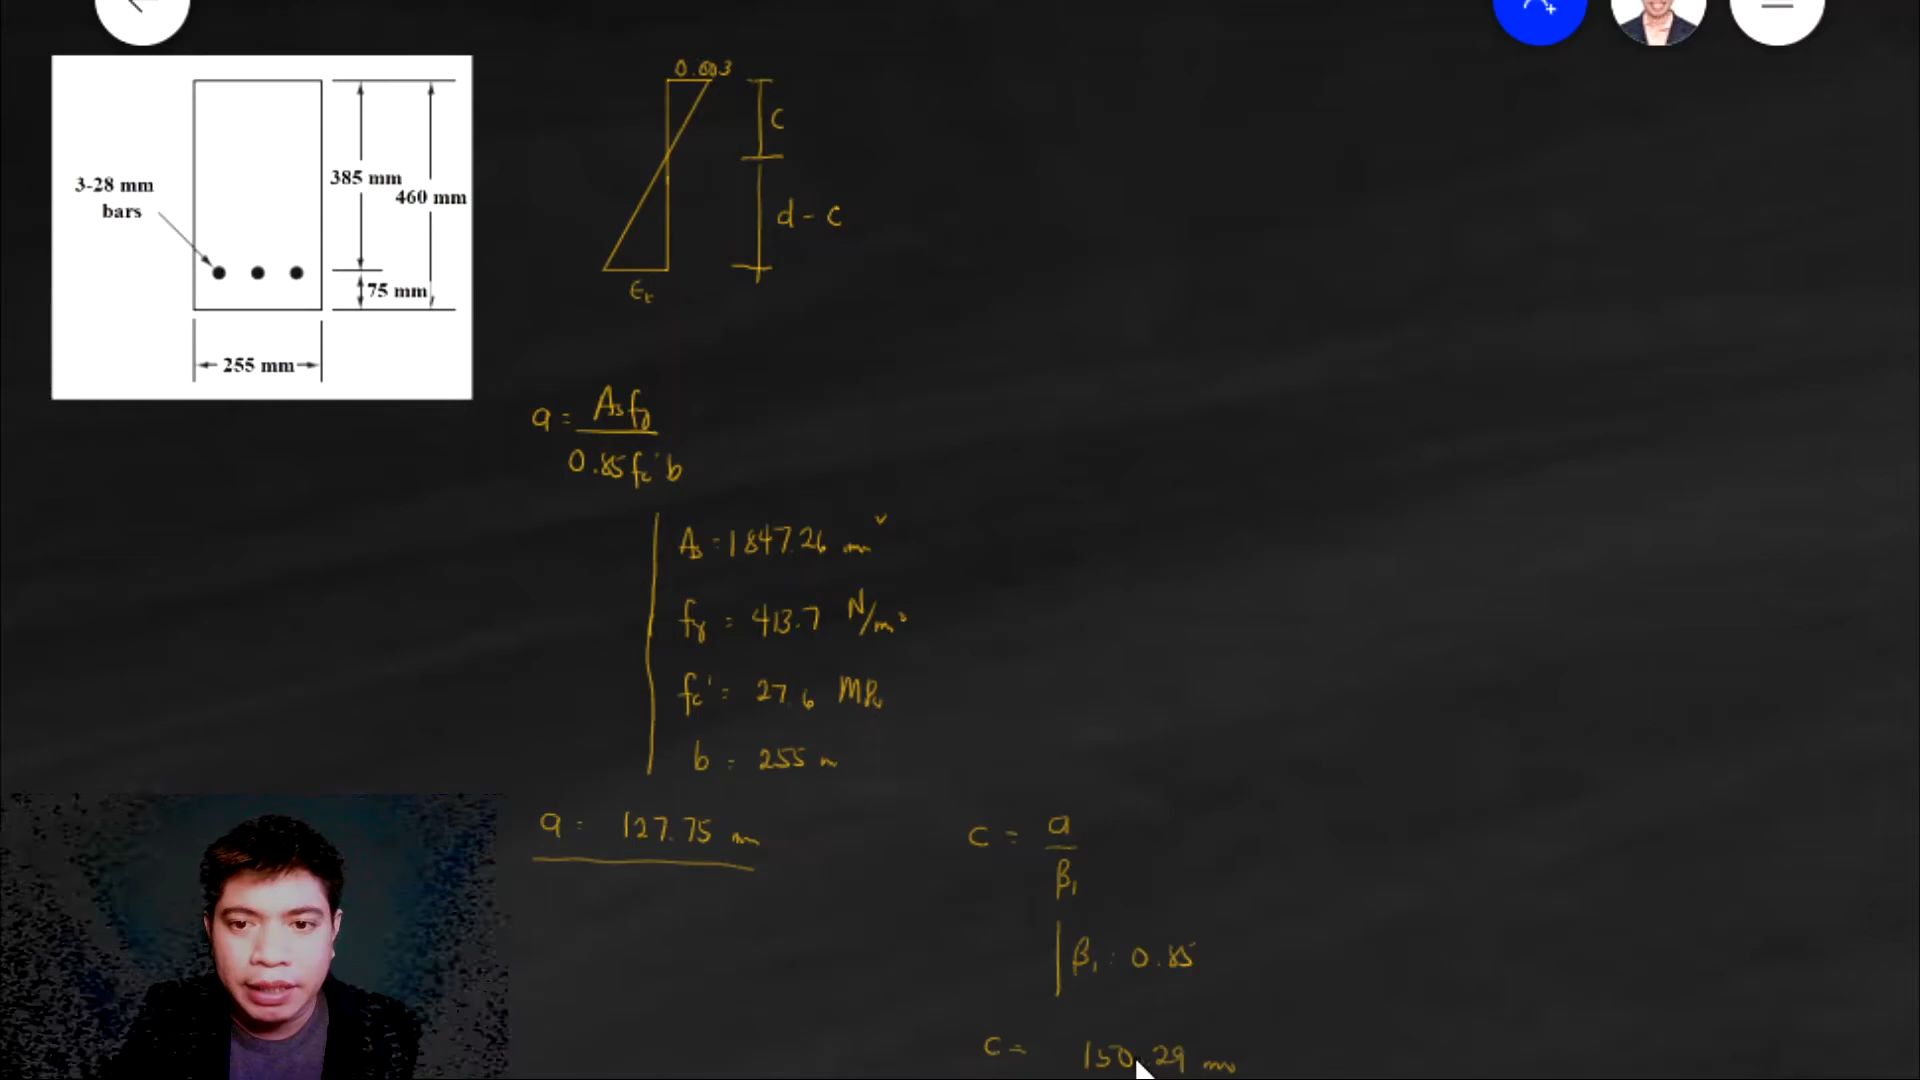 3-28 mm
bars
385 mm
460 mm
75 mm
255 mm
0.003
C
d - c
ϵt
a = Asfy
0.85fc'b
As = 1847.26 mm²
fy = 413.7 N/mm²
fc' = 27.6 MPa
b = 255 m
a = 127.75 mm
c = a
β1
β1 = 0.85
c = 150.29 mm